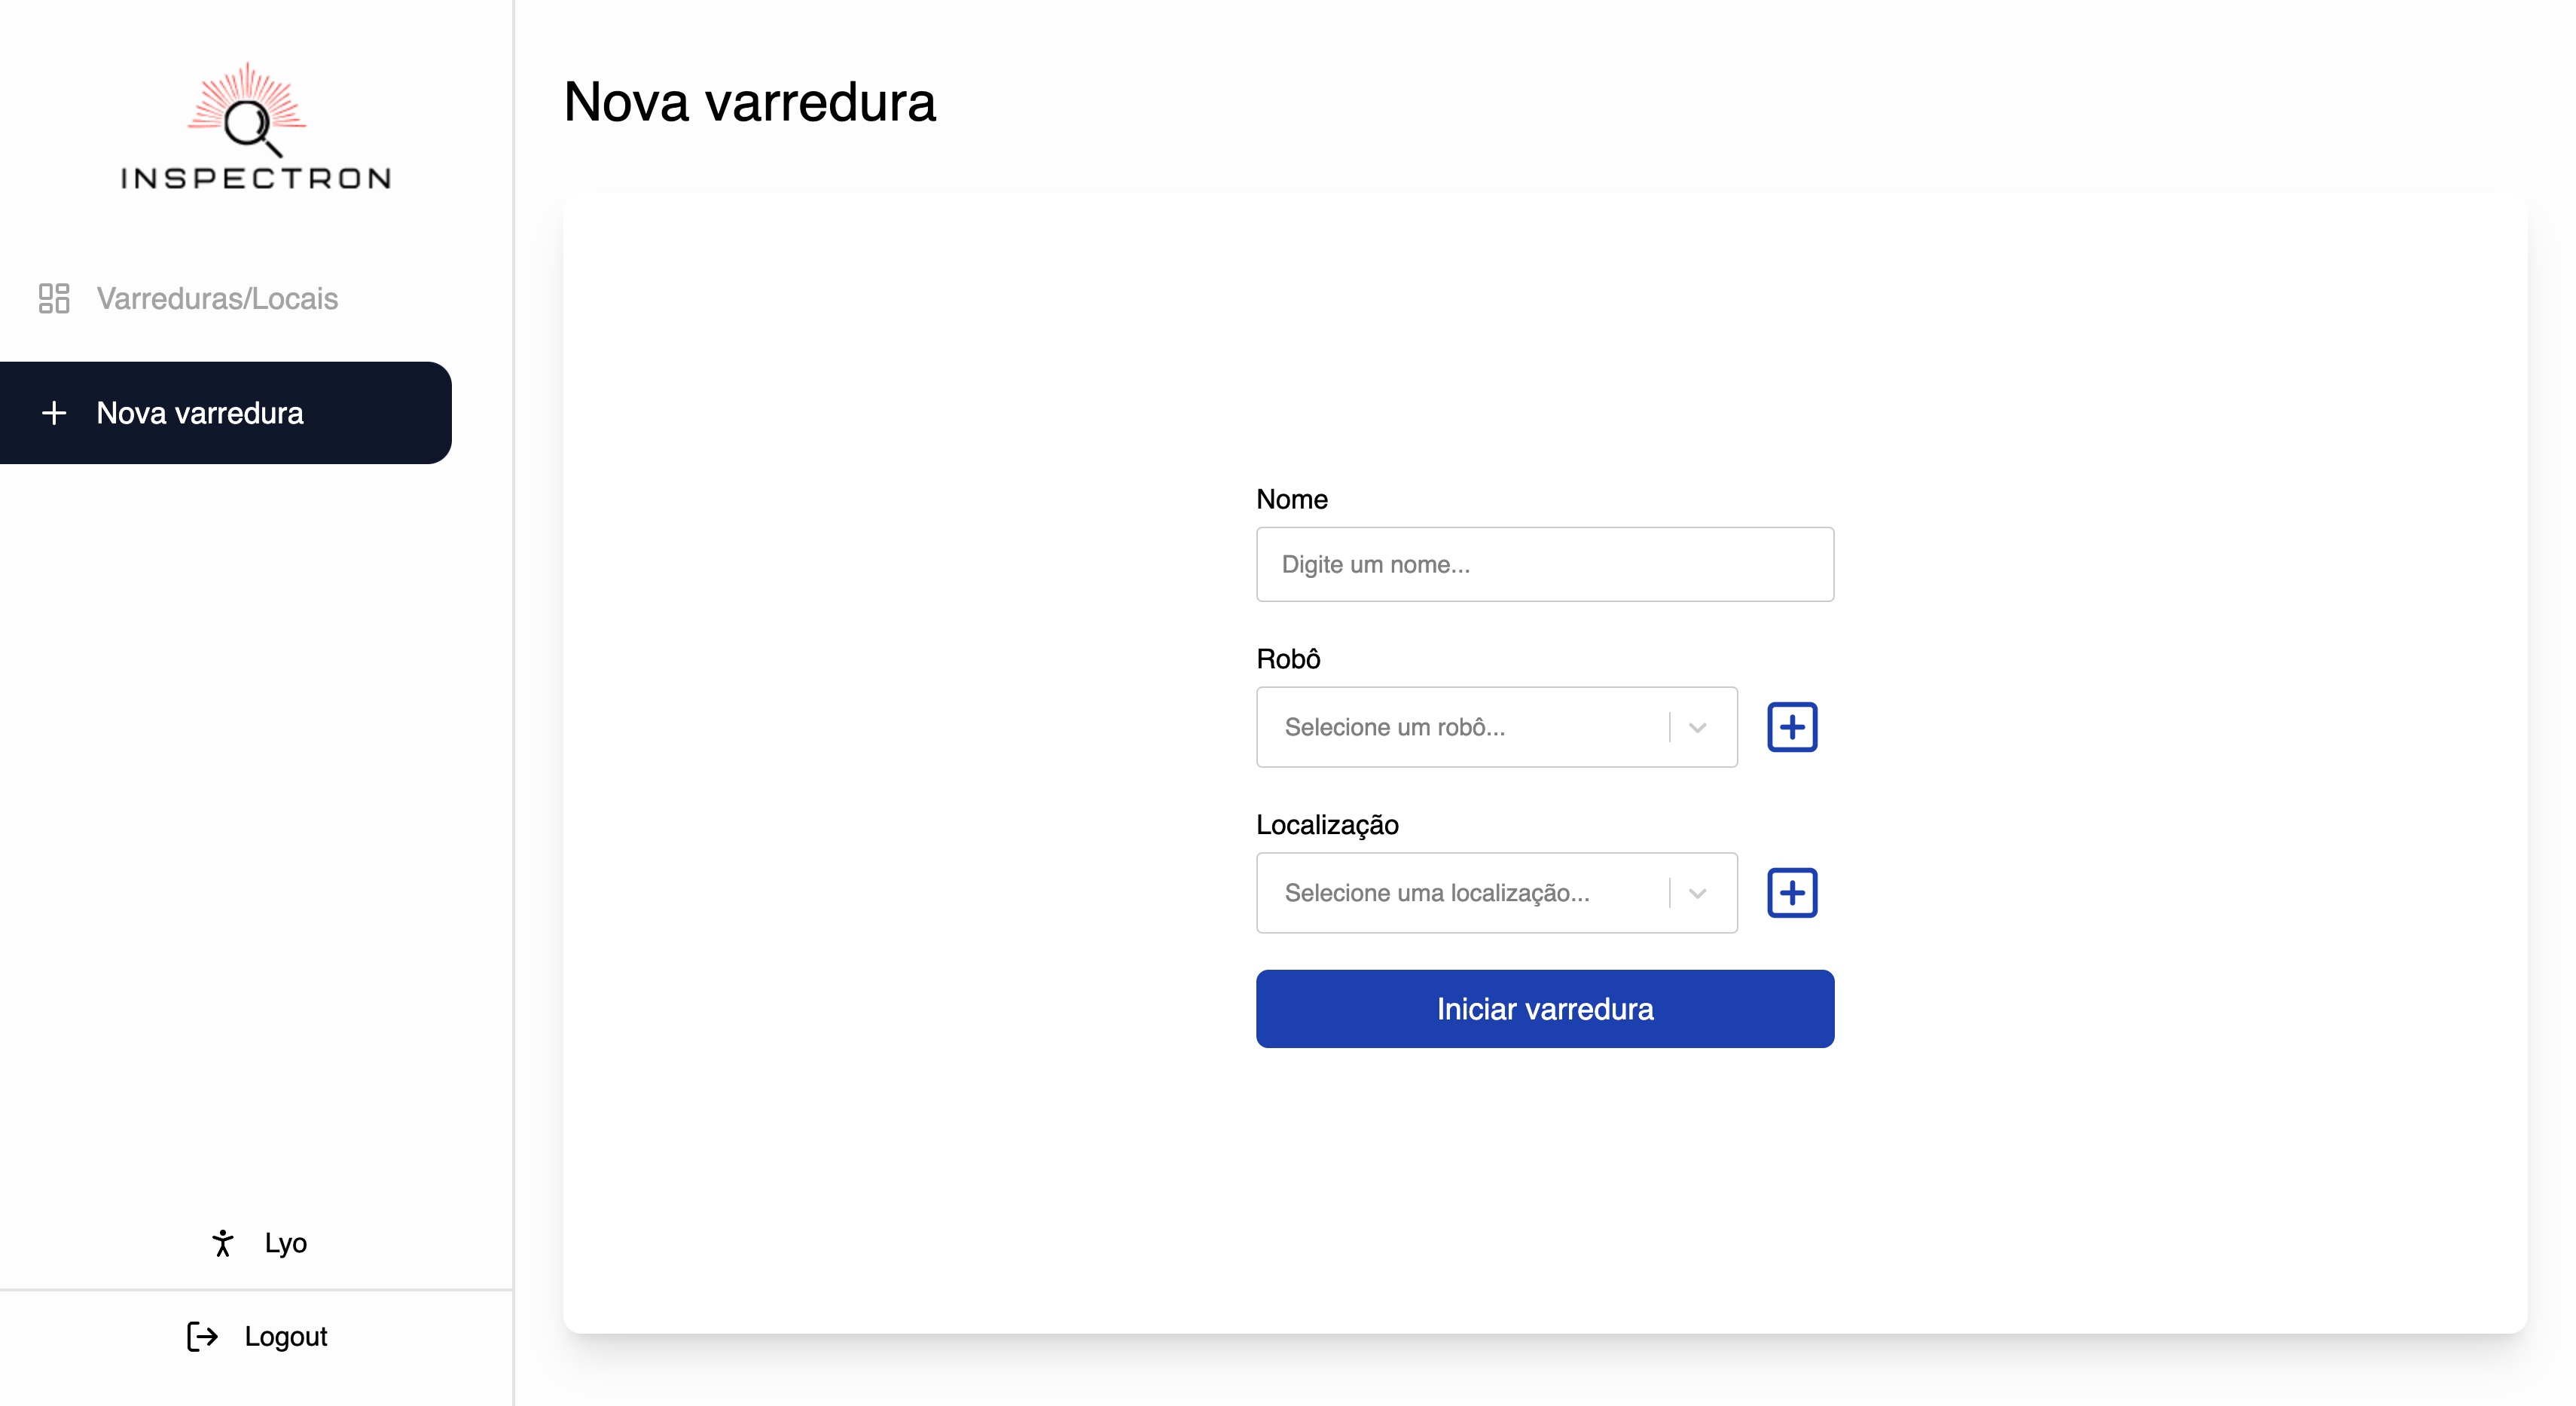 INSPECTRON
Varreduras/Locais
Nova varredura
Lyo
Logout
Nova varredura
Nome
Digite um nome...
Robô
Selecione um robô...
Localização
Selecione uma localização...
Iniciar varredura